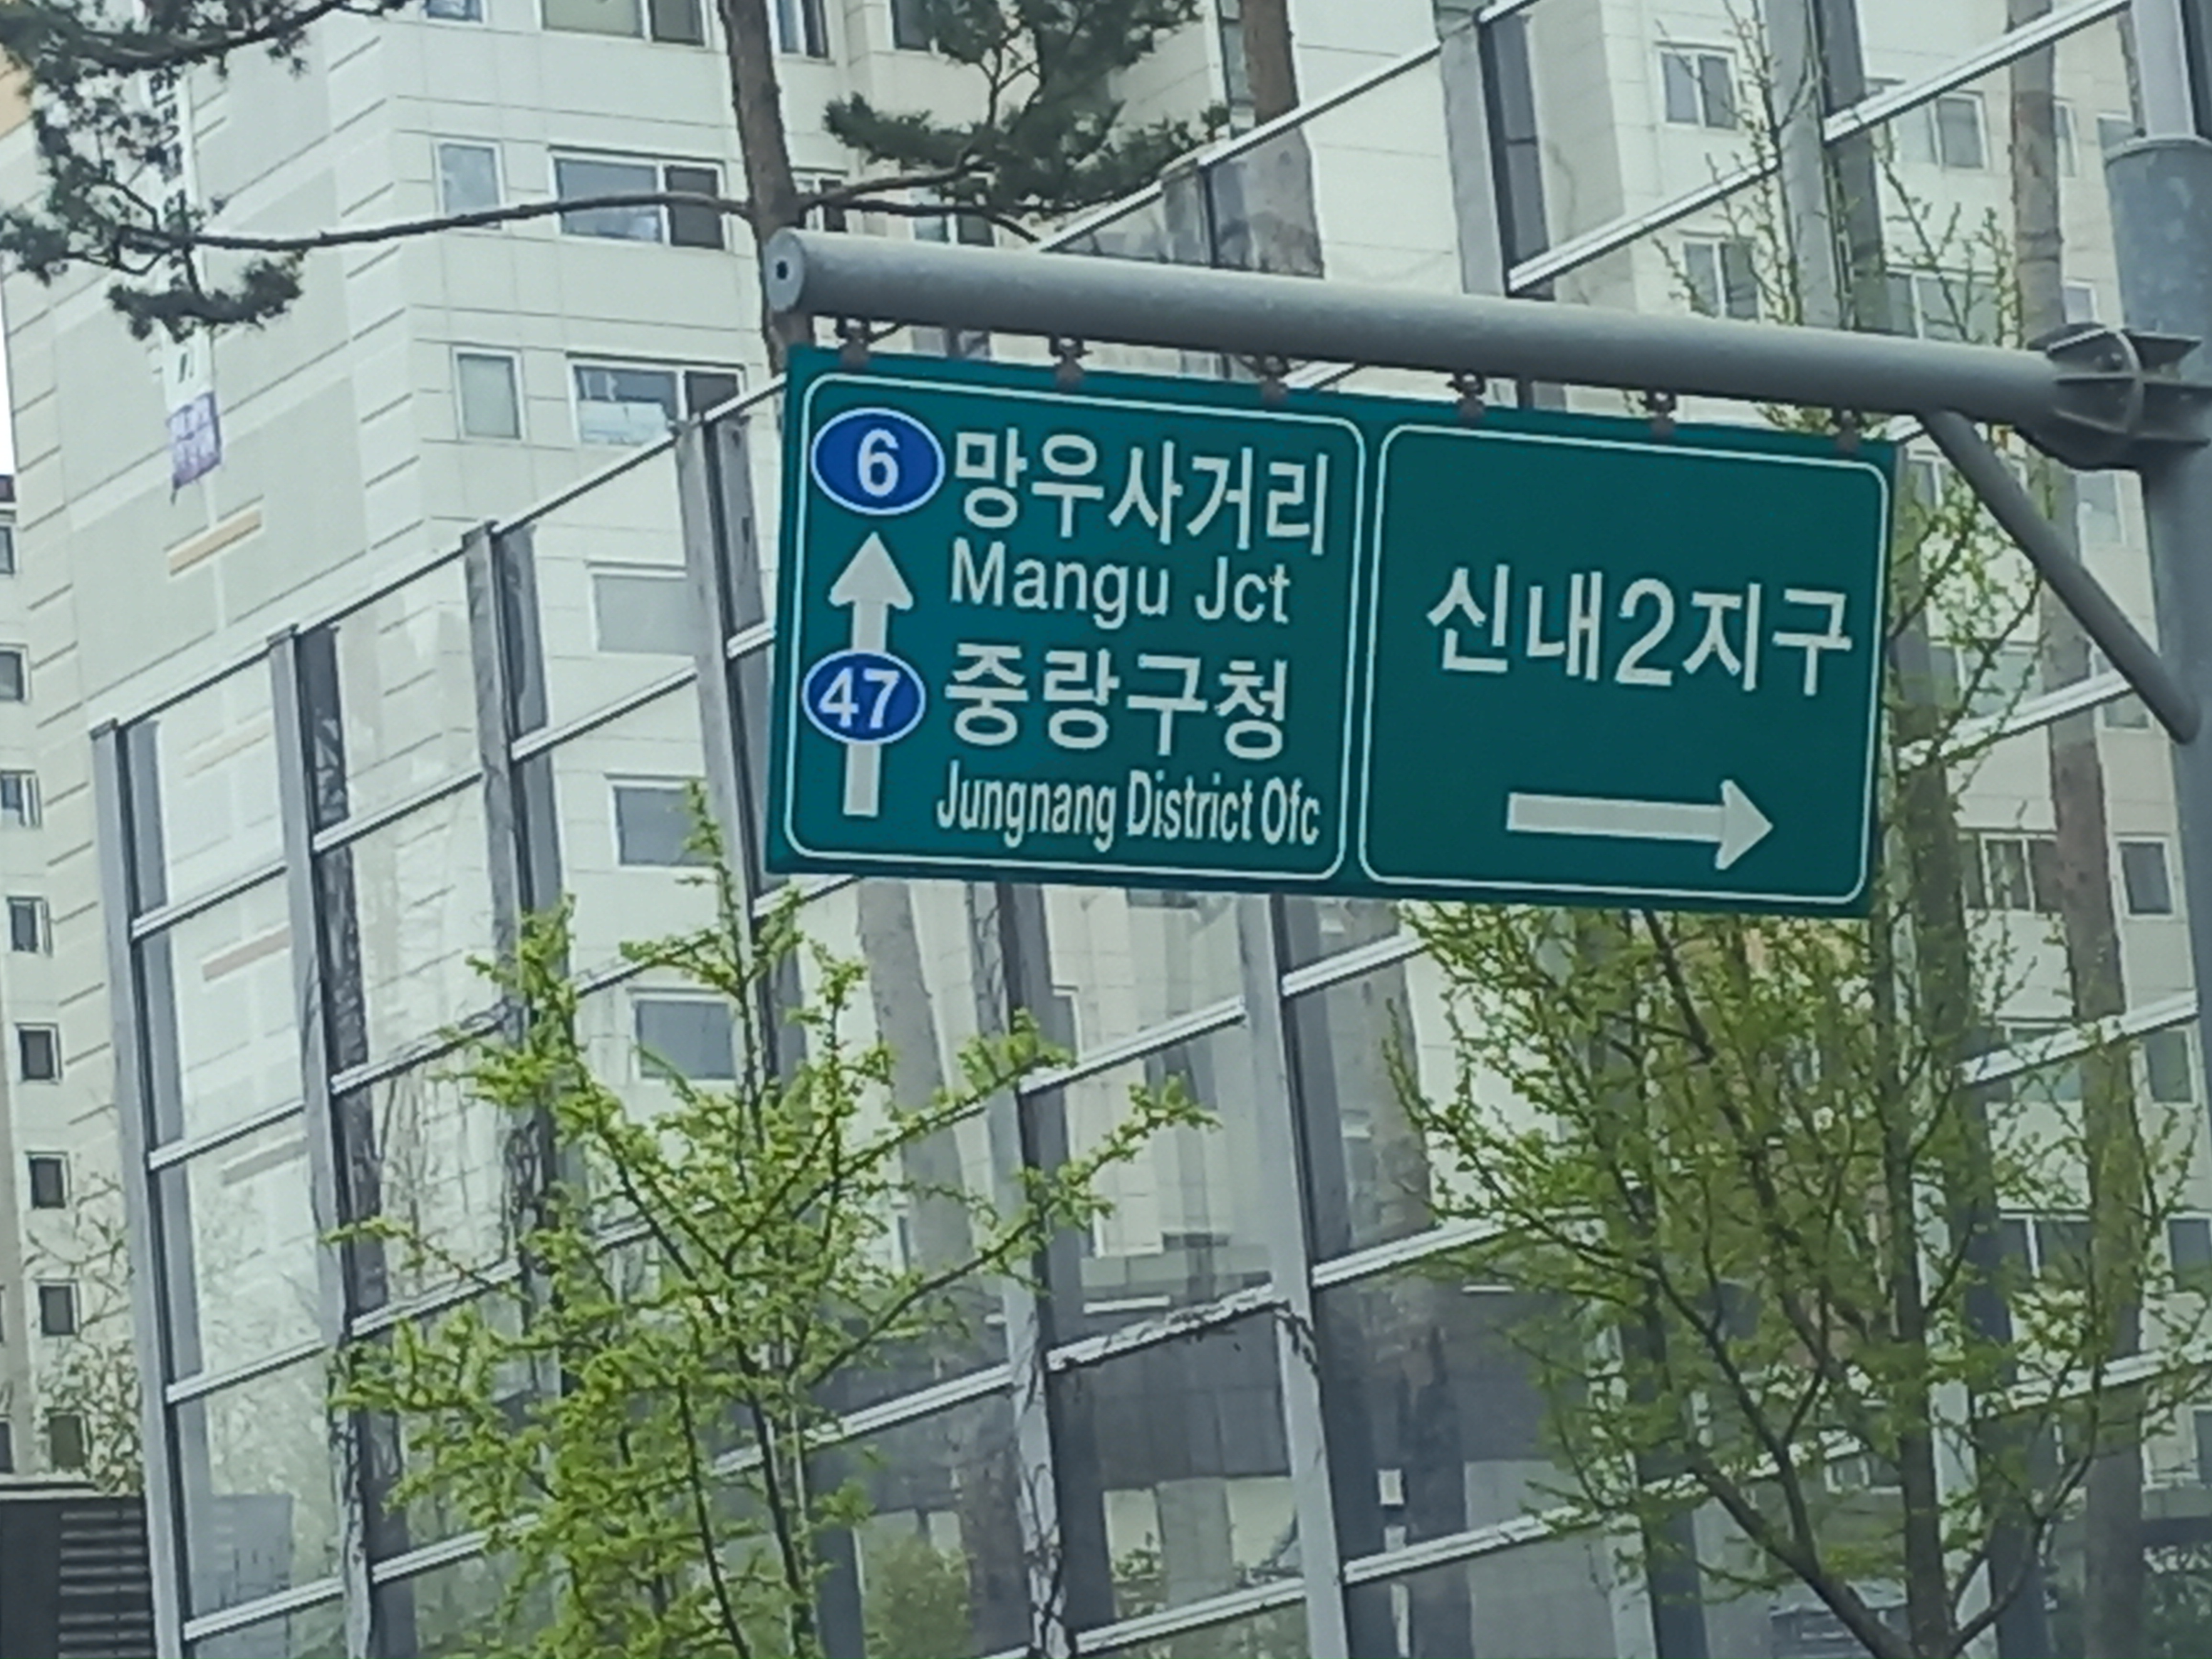 6 망우사거리
Mangu Jct
47 중랑구청
Jungnang District Ofc
신내2지구